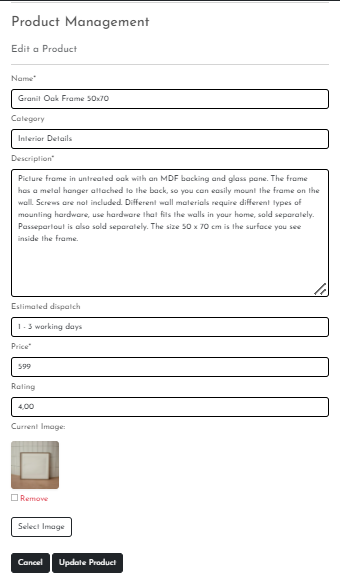 Product Management
Edit a Product
Name*
Granit Oak Frame 50x70
Category
Interior Details
Description*
Picture frame in untreated oak with an MDF backing and glass pane. The frame
has a metal hanger attached to the back, so you can easily mount the frame on the
wall. Screws are not included. Different wall materials require different types of
mounting hardware, use hardware that fits the walls in your home, sold separately.
Passepartout is also sold separately. The size 50 x 70 cm is the surface you see
inside the frame.
Estimated dispatch
1 - 3 working days
Price*
599
Rating
4,00
Current Image:
Remove
Select Image
Cancel Update Product